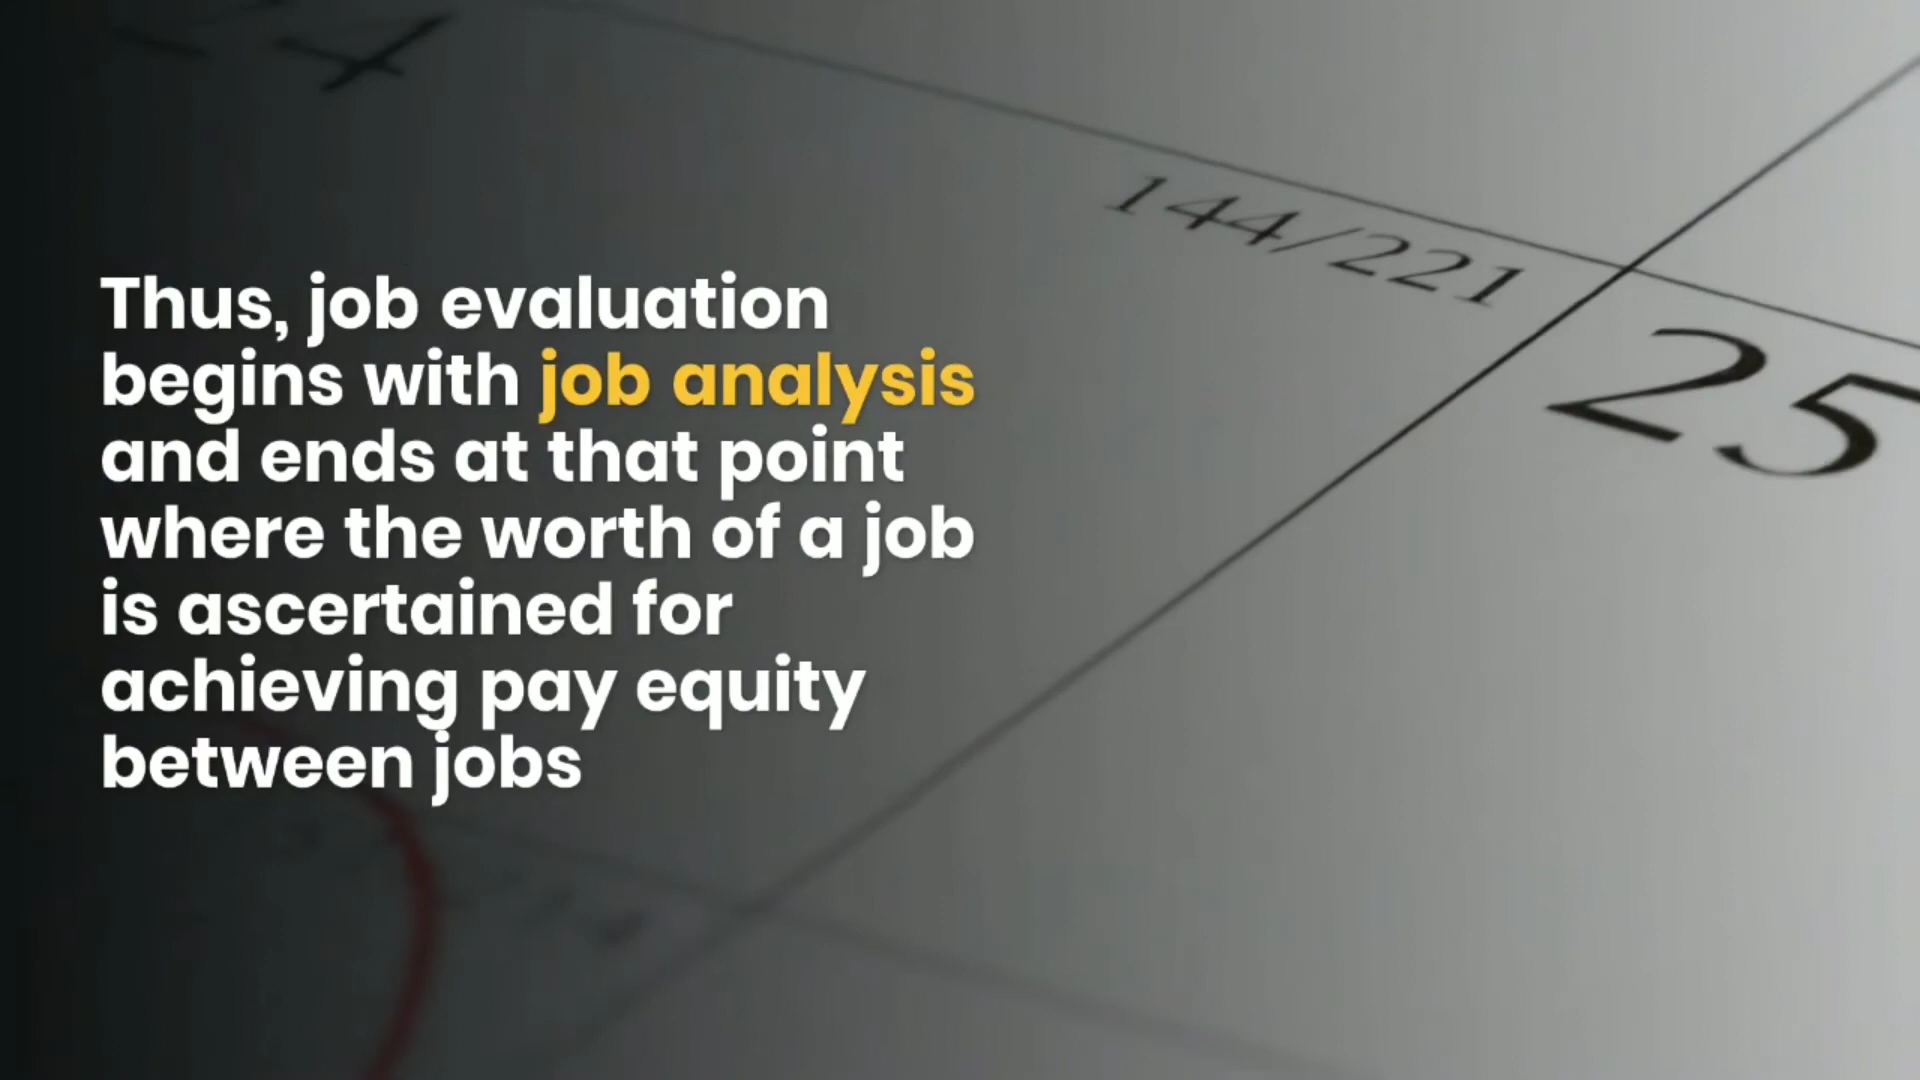 24
144/221
25
Thus, job evaluation
begins with job analysis
and ends at that point
where the worth of a job
is ascertained for
achieving pay equity
between jobs